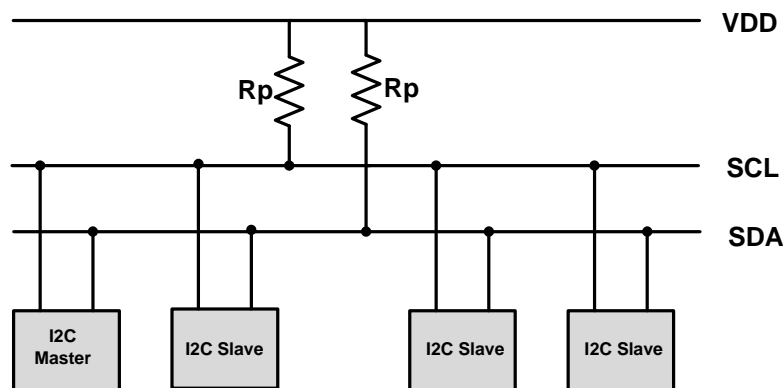 VDD
Rp
Rp
SCL
SDA
I2C
Master
I2C Slave
I2C Slave
I2C Slave